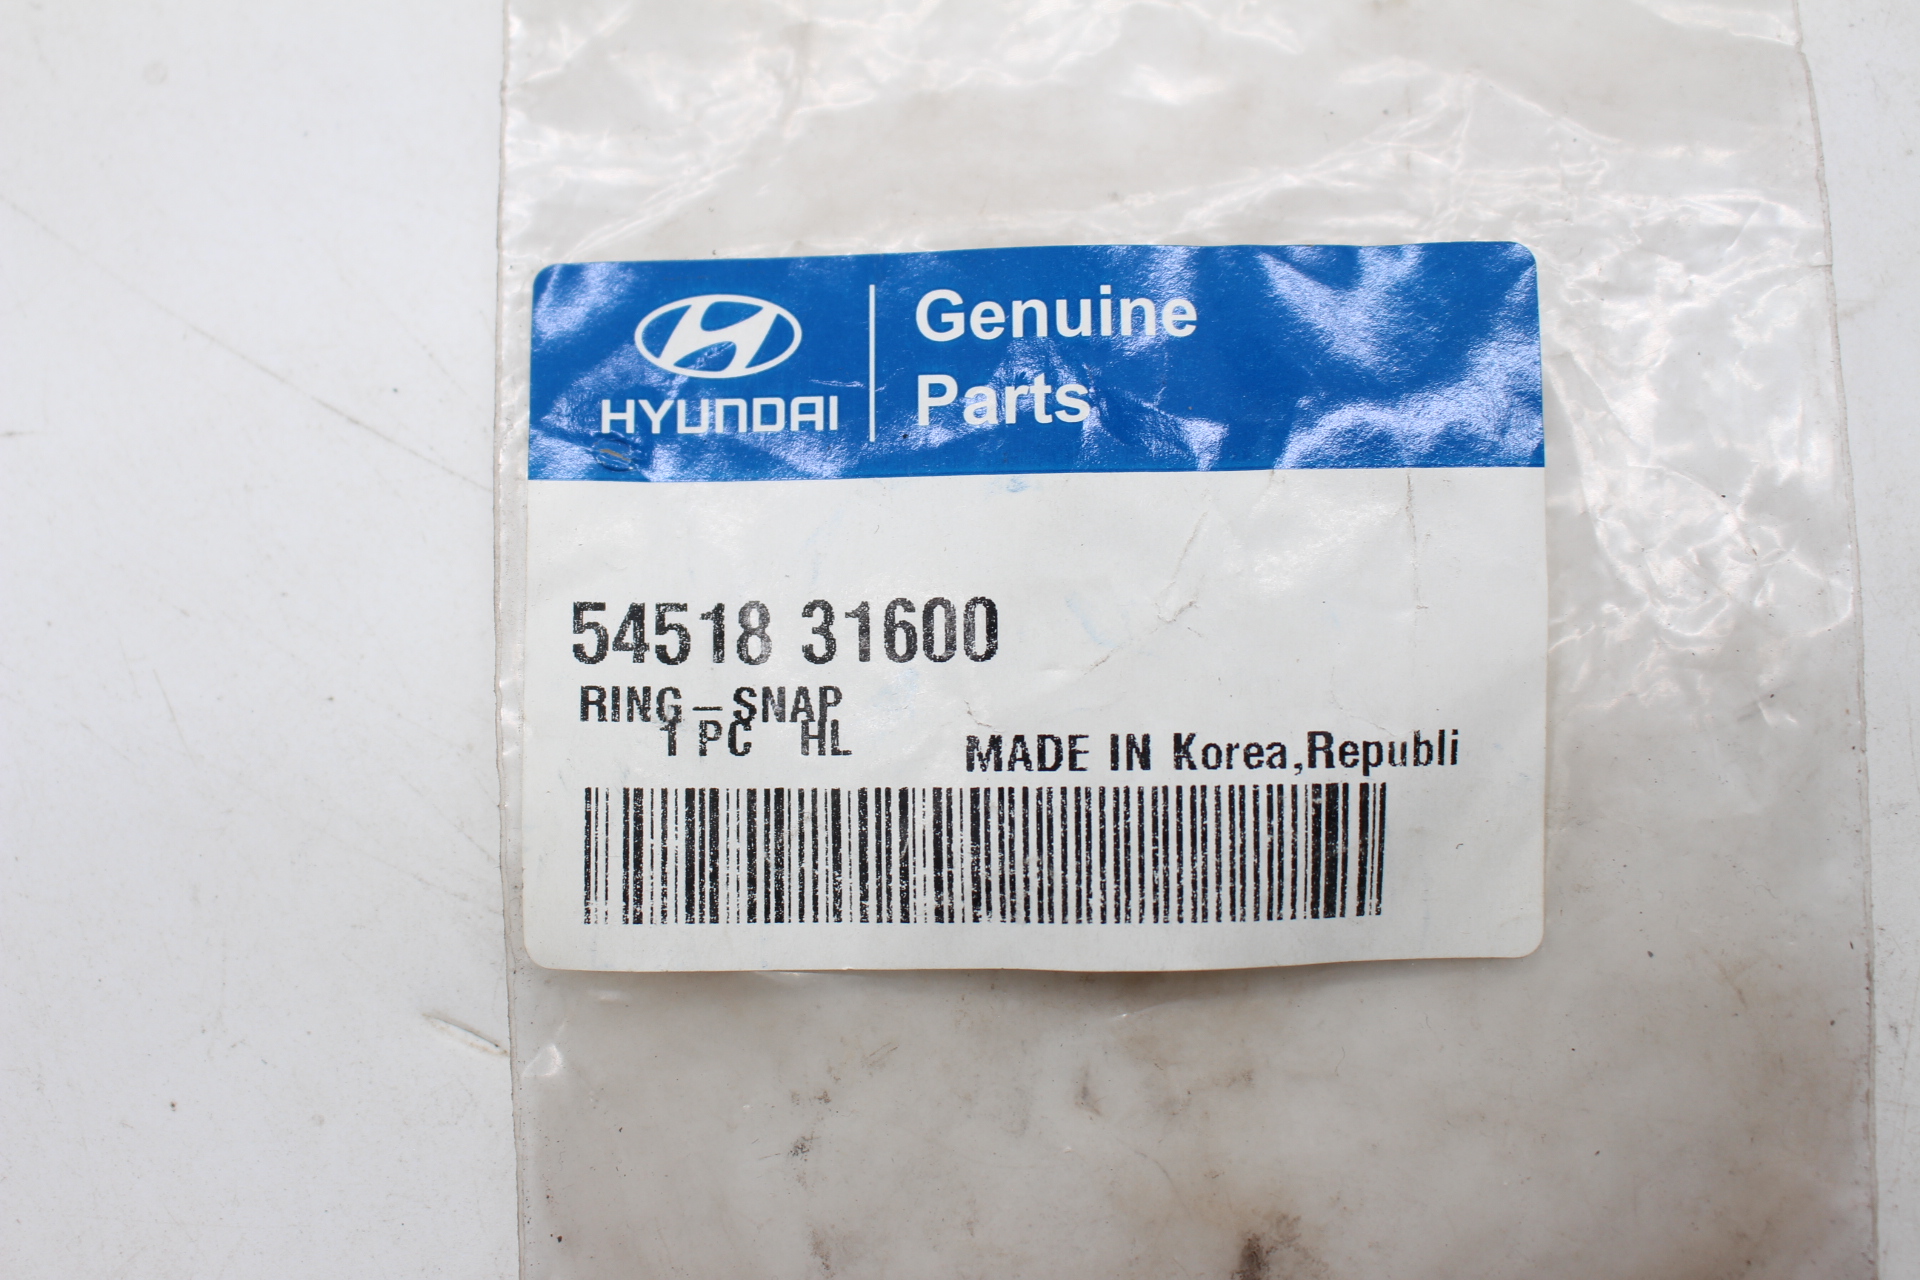 HYUNDAI
Genuine
Parts
54518 31600
RING-SNAP
1 PC HL
MADE IN Korea,Republi